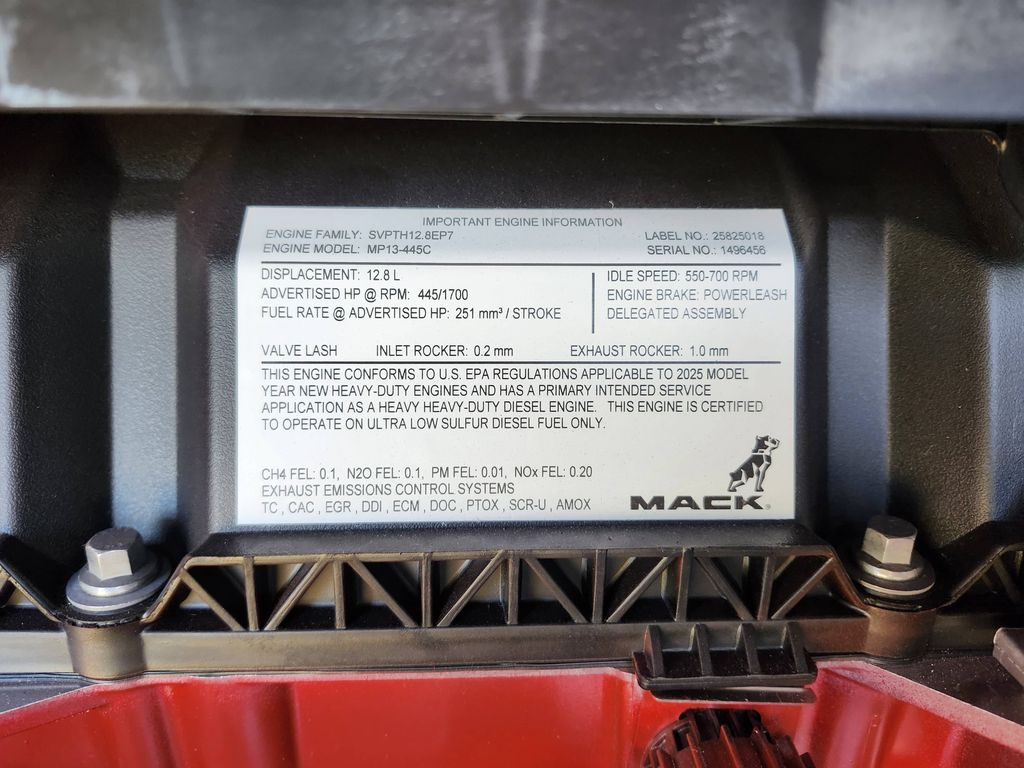 IMPORTANT ENGINE INFORMATION
ENGINE FAMILY: SVPTH12.8EP7
LABEL NO.: 25825018
ENGINE MODEL: MP13-445C
SERIAL NO.: 1496456
DISPLACEMENT: 12.8 L
IDLE SPEED: 550-700 RPM
ADVERTISED HP @ RPM: 445/1700
ENGINE BRAKE: POWERLEASH
FUEL RATE @ ADVERTISED HP: 251 mm³ / STROKE
DELEGATED ASSEMBLY
VALVE LASH INLET ROCKER: 0.2 mm EXHAUST ROCKER: 1.0 mm
THIS ENGINE CONFORMS TO U.S. EPA REGULATIONS APPLICABLE TO 2025 MODEL
YEAR NEW HEAVY-DUTY ENGINES AND HAS A PRIMARY INTENDED SERVICE
APPLICATION AS A HEAVY HEAVY-DUTY DIESEL ENGINE. THIS ENGINE IS CERTIFIED
TO OPERATE ON ULTRA LOW SULFUR DIESEL FUEL ONLY.
CH4 FEL: 0.1, N2O FEL: 0.1, PM FEL: 0.01, NOx FEL: 0.20
EXHAUST EMISSIONS CONTROL SYSTEMS
TC , CAC , EGR , DDI , ECM , DOC , PTOX , SCR-U , AMOX
MACK